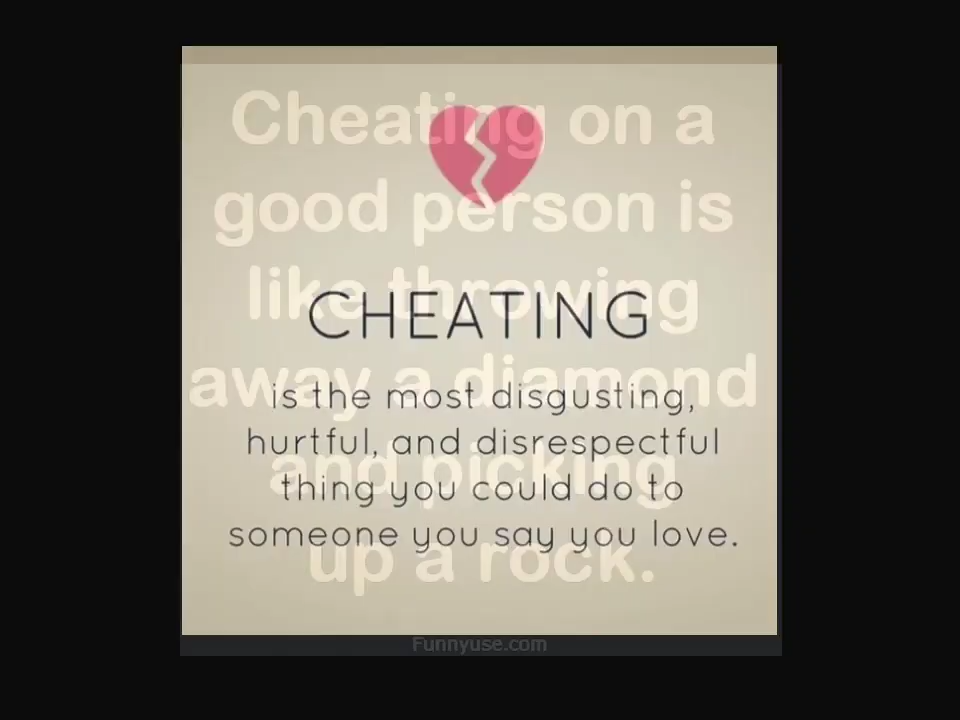 Cheating on a
good person is
like throwing
away a diamond
and picking
up a rock.
CHEATING
is the most disgusting,
hurtful, and disrespectful
thing you could do to
someone you say you love.
Funnyuse.com